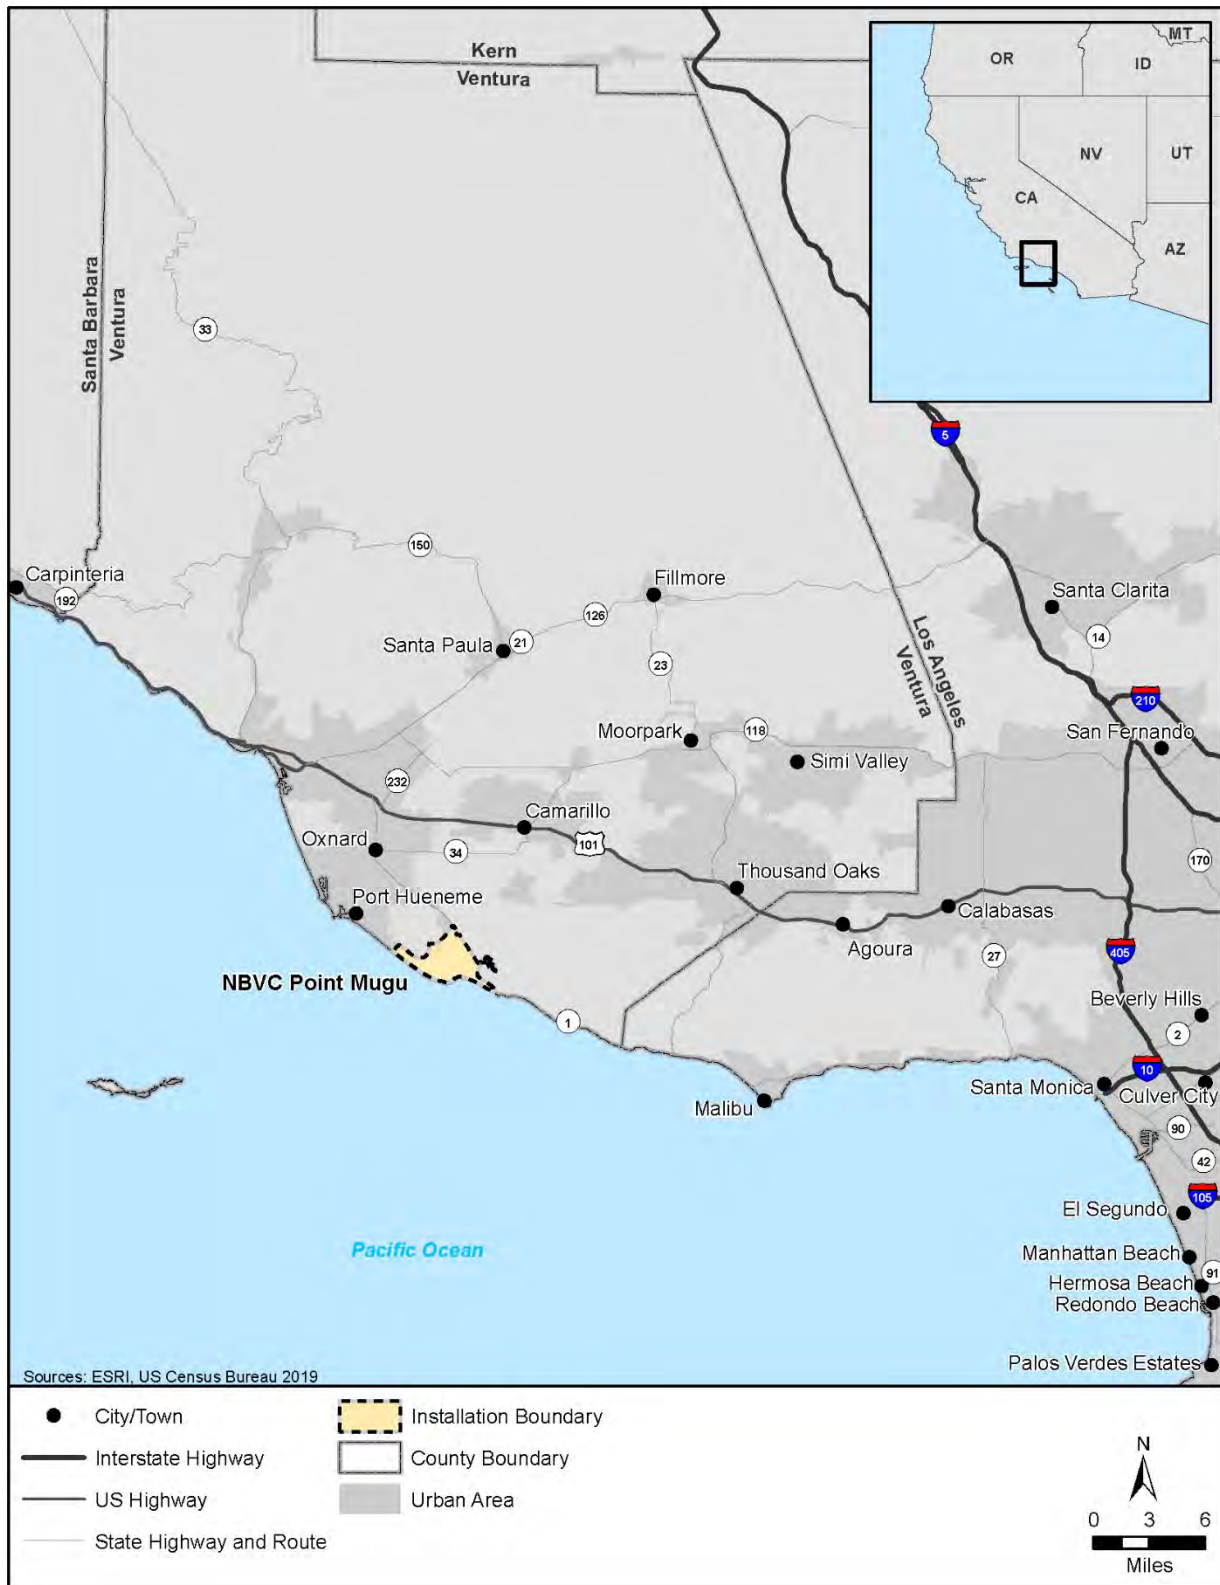 Kern
Ventura
MT
OR
ID
NV
UT
CA
AZ
Santa Barbara
Ventura
33
5
150
Carpinteria
192
Fillmore
Santa Clarita
126
14
Santa Paula
21
23
Los Angeles
Ventura
210
Moorpark
118
San Fernando
Simi Valley
232
Camarillo
Oxnard
34
101
170
Thousand Oaks
Port Hueneme
Calabasas
Agoura
27
405
NBVC Point Mugu
Beverly Hills
1
2
10
Santa Monica
Culver City
Malibu
90
42
105
El Segundo
Pacific Ocean
Manhattan Beach
91
Hermosa Beach
Redondo Beach
Palos Verdes Estates
Sources: ESRI, US Census Bureau 2019
City/Town
Installation Boundary
Interstate Highway
County Boundary
US Highway
Urban Area
State Highway and Route
N
0 3 6
Miles